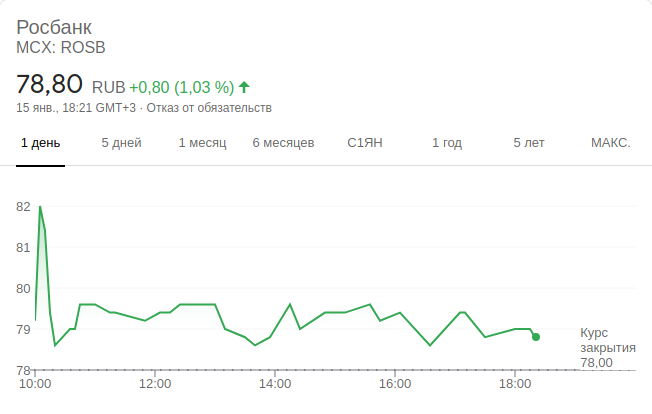 Росбанк
MCX: ROSB
78,80 RUB +0,80 (1,03 %)
15 янв., 18:21 GMT+3 · Отказ от обязательств
1 день 5 дней 1 месяц 6 месяцев С1ЯН 1 год 5 лет МАКС.
82
81
80
79
78
Курс
закрытия
78,00
10:00 12:00 14:00 16:00 18:00